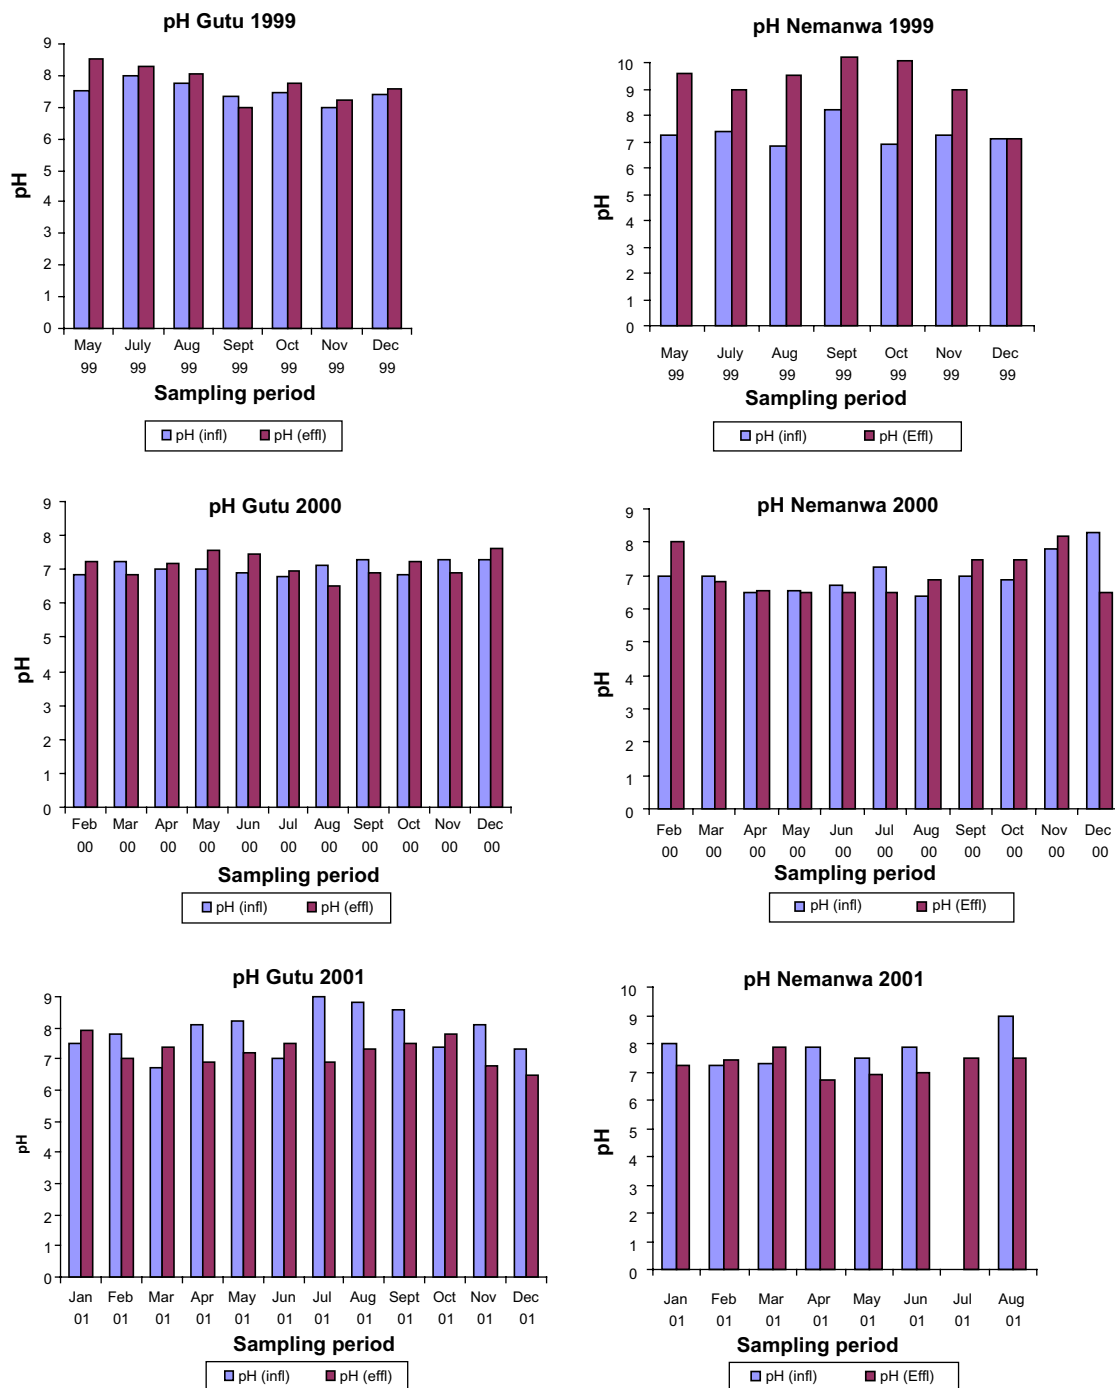 pH Gutu 1999
9
8
7
6
5
4
3
2
1
0
pH
May July Aug Sept Oct Nov Dec
99 99 99 99 99 99 99
Sampling period
pH (infl) pH (effl)
pH Nemanwa 1999
10
9
8
7
6
5
4
3
2
1
0
pH
May July Aug Sept Oct Nov Dec
99 99 99 99 99 99 99
Sampling period
pH (infl) pH (Effl)
pH Gutu 2000
9
8
7
6
5
4
3
2
1
0
pH
Feb Mar Apr May Jun Jul Aug Sept Oct Nov Dec
00 00 00 00 00 00 00 00 00 00 00
Sampling period
pH (infl) pH (effl)
pH Nemanwa 2000
9
8
7
6
5
4
3
2
1
0
pH
Feb Mar Apr May Jun Jul Aug Sept Oct Nov Dec
00 00 00 00 00 00 00 00 00 00 00
Sampling period
pH (infl) pH (Effl)
pH Gutu 2001
9
8
7
6
5
4
3
2
1
0
pH
Jan Feb Mar Apr May Jun Jul Aug Sept Oct Nov Dec
01 01 01 01 01 01 01 01 01 01 01 01
Sampling period
pH (infl) pH (effl)
pH Nemanwa 2001
10
9
8
7
6
5
4
3
2
1
0
pH
Jan Feb Mar Apr May Jun Jul Aug
01 01 01 01 01 01 01 01
Sampling period
pH (infl) pH (Effl)